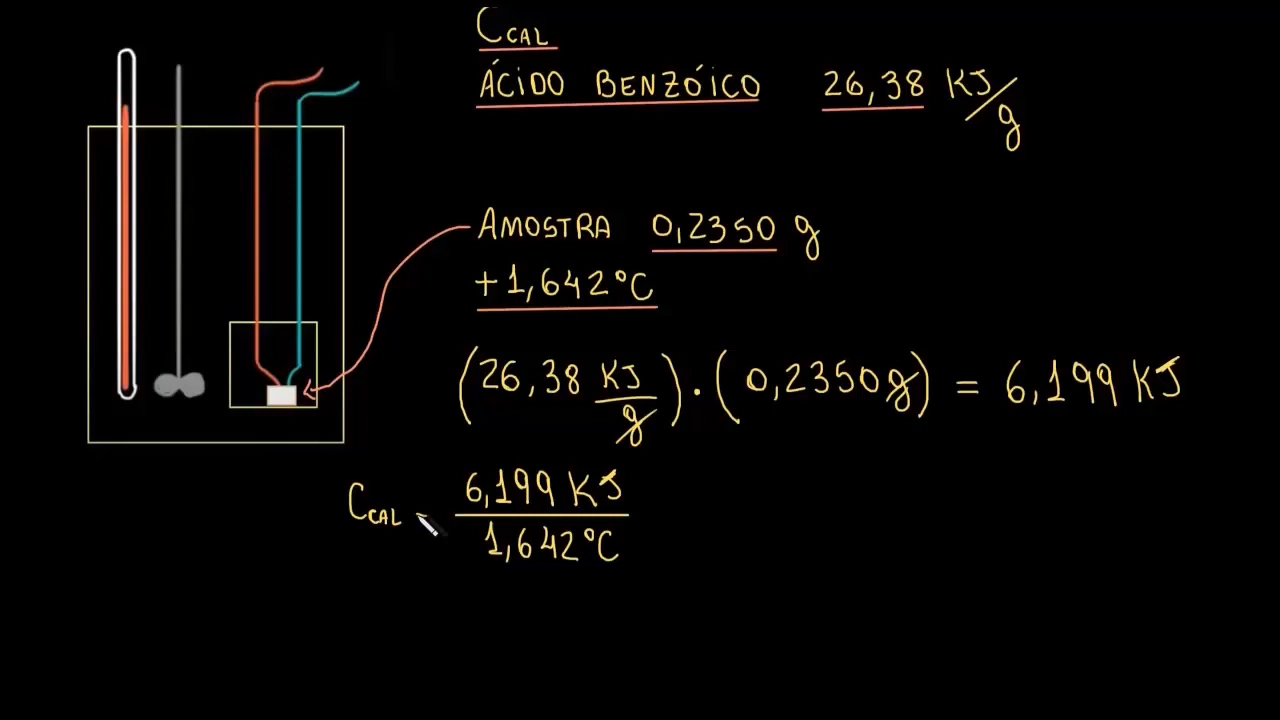 CCAL
ÁCIDO BENZÓICO 26,38 KJ/g
AMOSTRA 0,2350 g
+1,642°C
(26,38 KJ/g) · (0,2350g) = 6,199 KJ
CCAL = 6,199 KJ
1,642°C